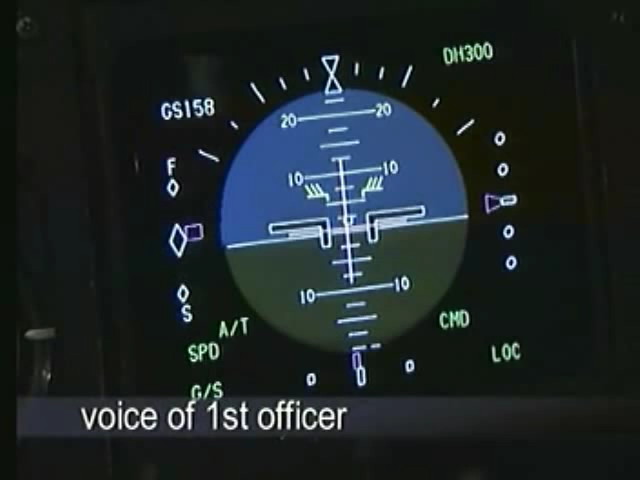 DH300
GS158
20 20
F
10 10
10 10
S
A/T
CMD
SPD
LOC
G/S
voice of 1st officer